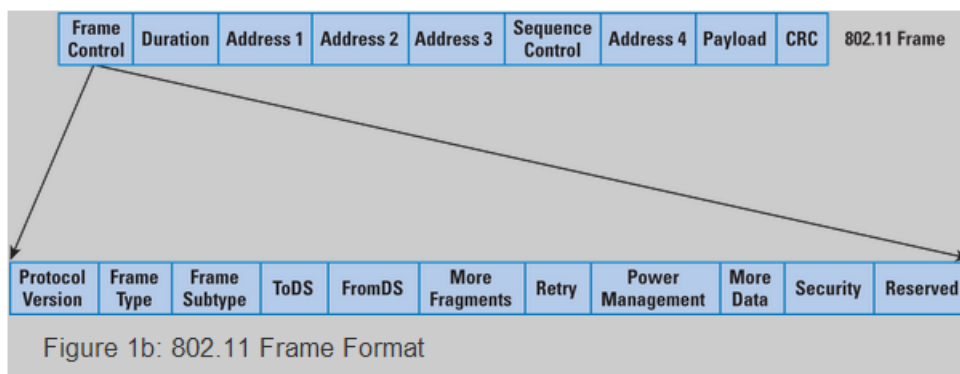 Frame Control Duration Address 1 Address 2 Address 3 Sequence Control Address 4 Payload CRC 802.11 Frame
Protocol Version Frame Type Frame Subtype ToDS FromDS More Fragments Retry Power Management More Data Security Reserved
Figure 1b: 802.11 Frame Format